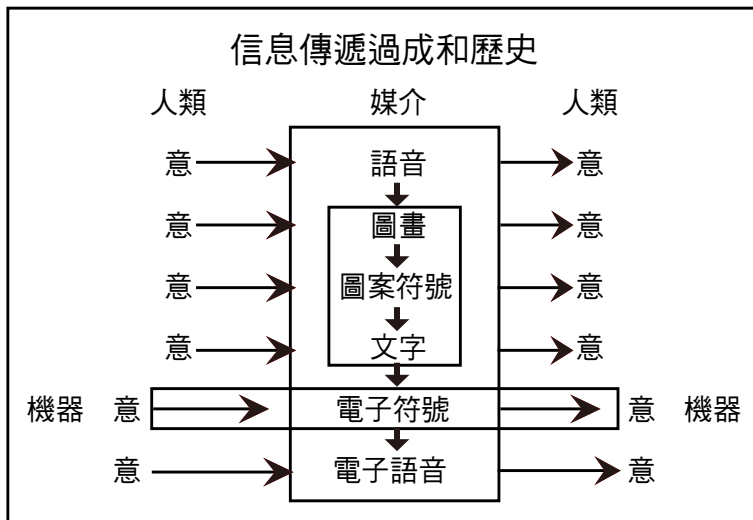 信息傳遞過成和歷史
人類 媒介 人類
意 語音 意
意 圖畫 意
意 圖案符號 意
意 文字 意
機器 意 電子符號 意 機器
意 電子語音 意